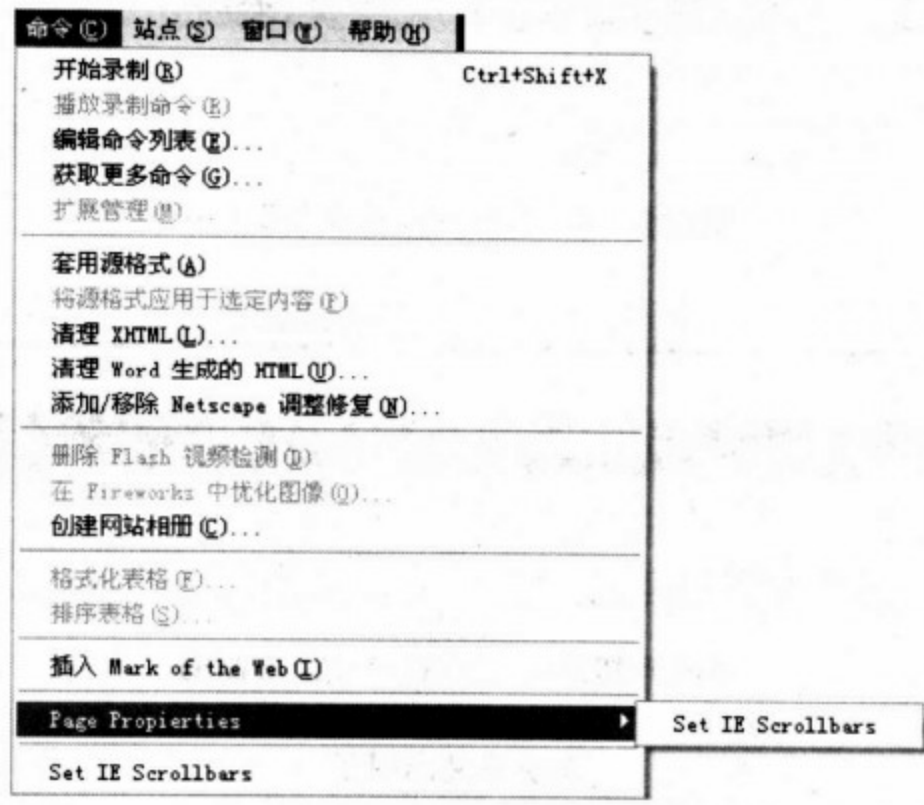 命令(C) 站点(S) 窗口(W) 帮助(H)
开始录制(R) Ctrl+Shift+X
播放录制命令(R)
编辑命令列表(E)...
获取更多命令(G)...
扩展管理(M)...
套用源格式(A)
将源格式应用于选定内容(P)
清理 XHTML(L)...
清理 Word 生成的 HTML(U)...
添加/移除 Netscape 调整修复(N)...
删除 Flash 视频检测(D)
在 Fireworks 中优化图像(O)...
创建网站相册(C)...
格式化表格(F)...
排序表格(S)...
插入 Mark of the Web(I)
Page Propierties Set IE Scrollbars
Set IE Scrollbars